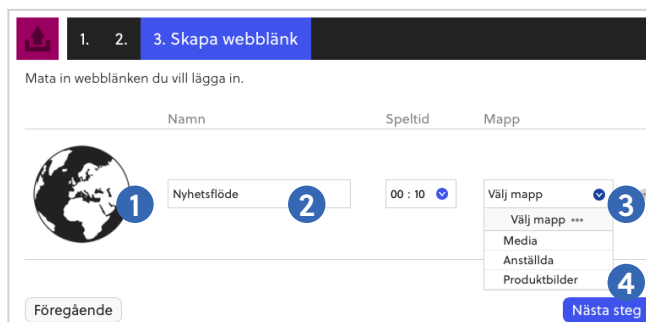 1. 2. 3. Skapa webblänk
Mata in webblänken du vill lägga in.
Namn Speltid Mapp
1 Nyhetsflöde 2 00 : 10 Välj mapp 3
Välj mapp •••
Media
Anställda
Produktbilder 4
Föregående Nästa steg